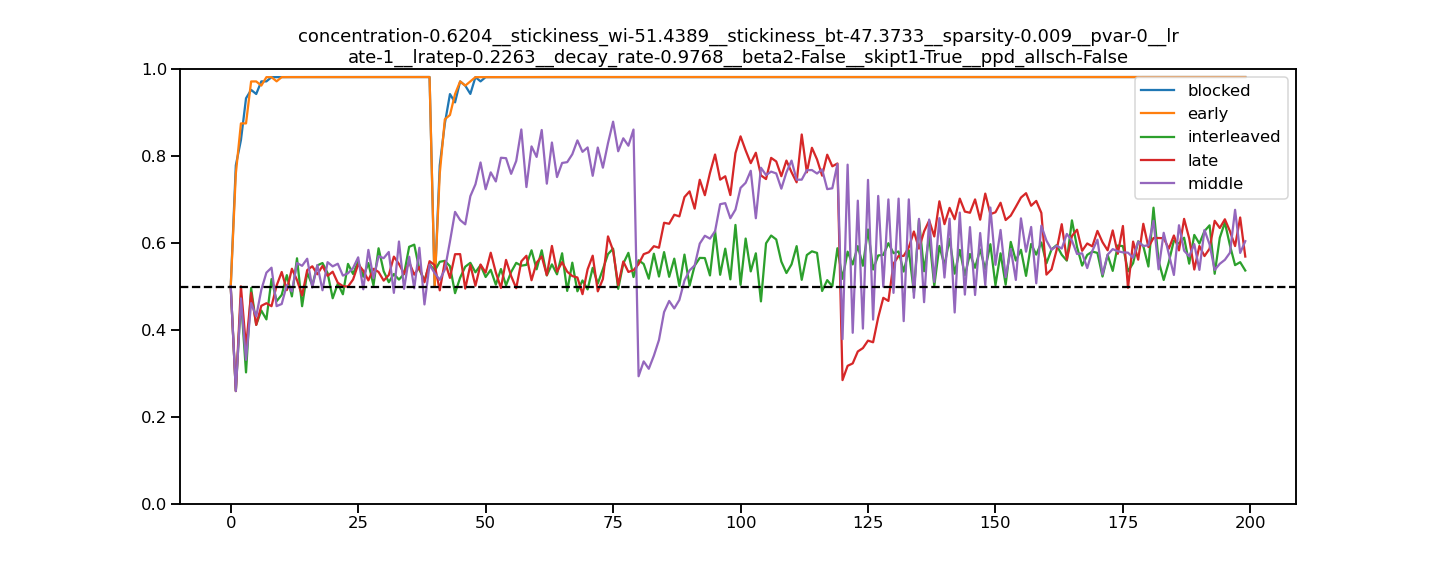 concentration-0.6204__stickiness_wi-51.4389__stickiness_bt-47.3733__sparsity-0.009__pvar-0__lr
ate-1__lratep-0.2263__decay_rate-0.9768__beta2-False__skipt1-True__ppd_allsch-False
1.0
0.8
0.6
0.4
0.2
0.0
blocked
early
interleaved
late
middle
0 25 50 75 100 125 150 175 200